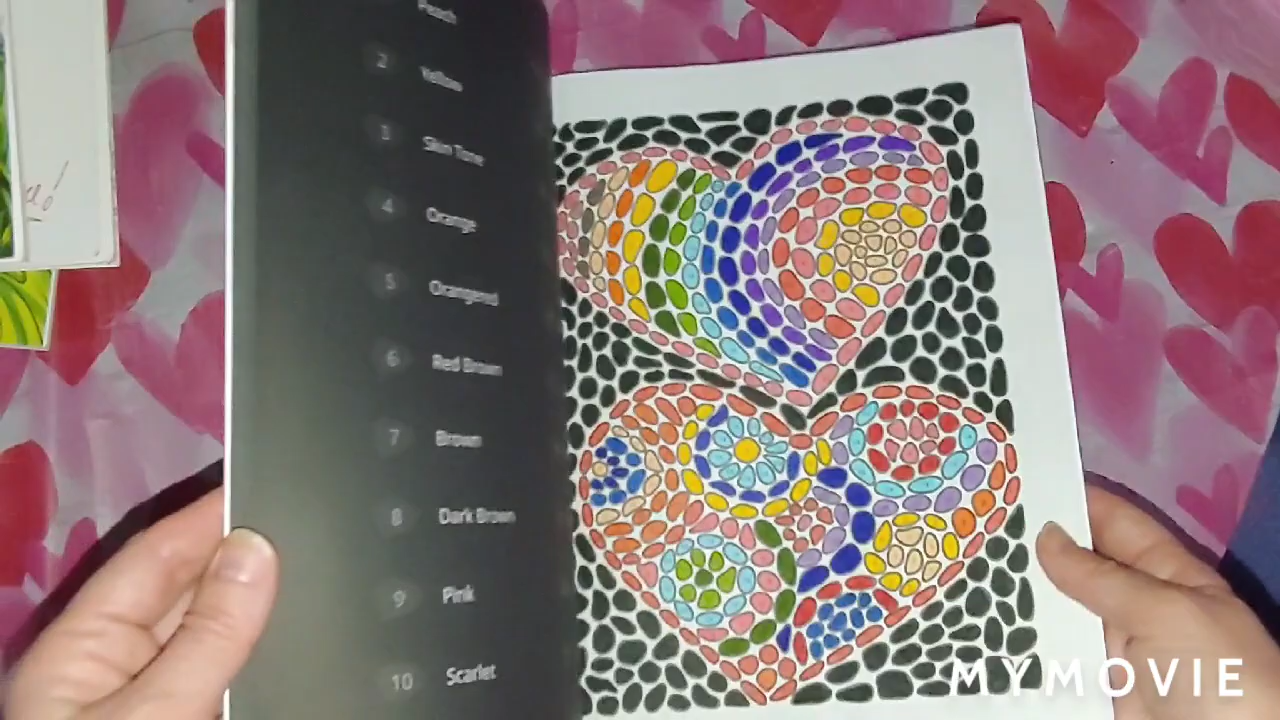 Peach
2 Yellow
3 Skin Tone
4 Orange
5 Orangered
6 Red Brown
7 Brown
8 Dark Brown
9 Pink
10 Scarlet
MYMOVIE